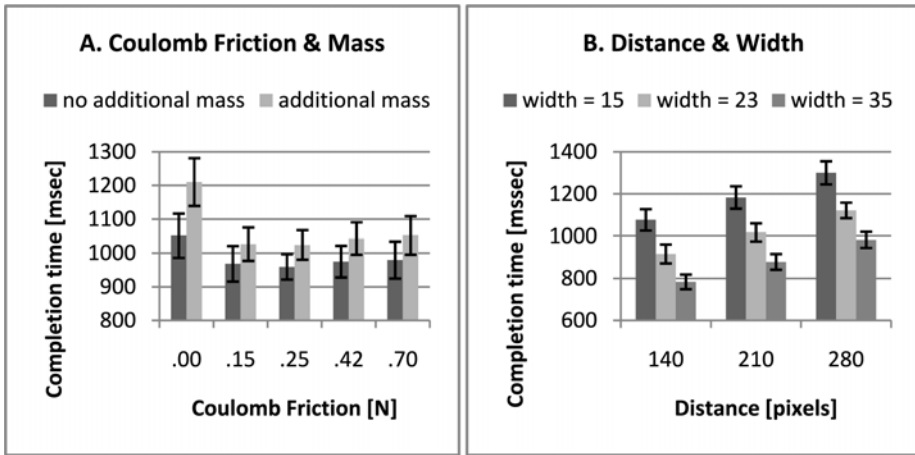 A. Coulomb Friction & Mass
no additional mass additional mass
Completion time [msec]
1300
1200
1100
1000
900
800
.00 .15 .25 .42 .70
Coulomb Friction [N]
B. Distance & Width
width = 15 width = 23 width = 35
Completion time [mssec]
1400
1200
1000
800
600
140 210 280
Distance [pixels]